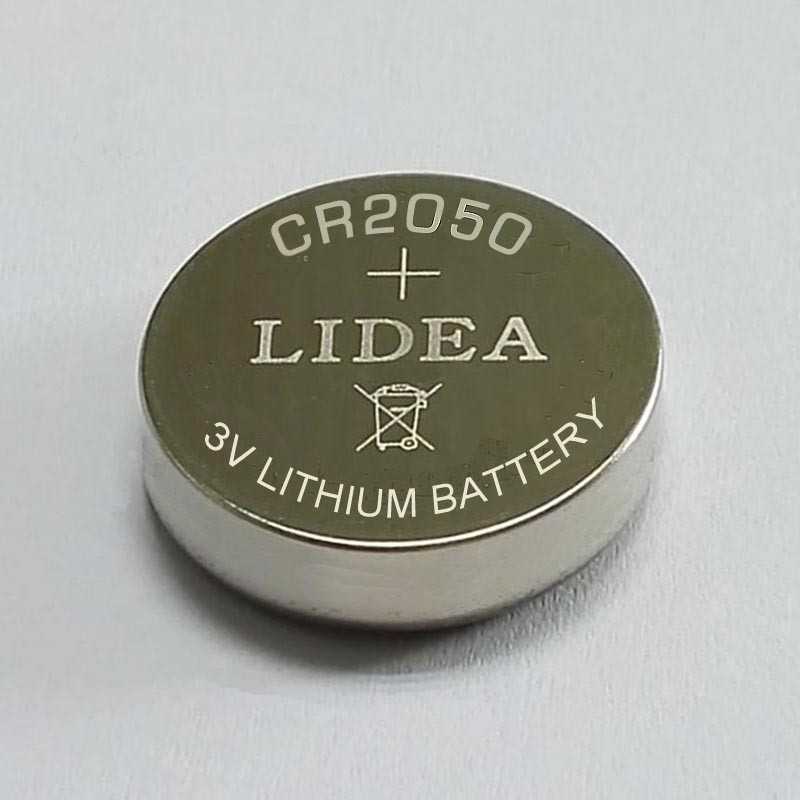 CR2050
+
LIDEA
3V LITHIUM BATTERY